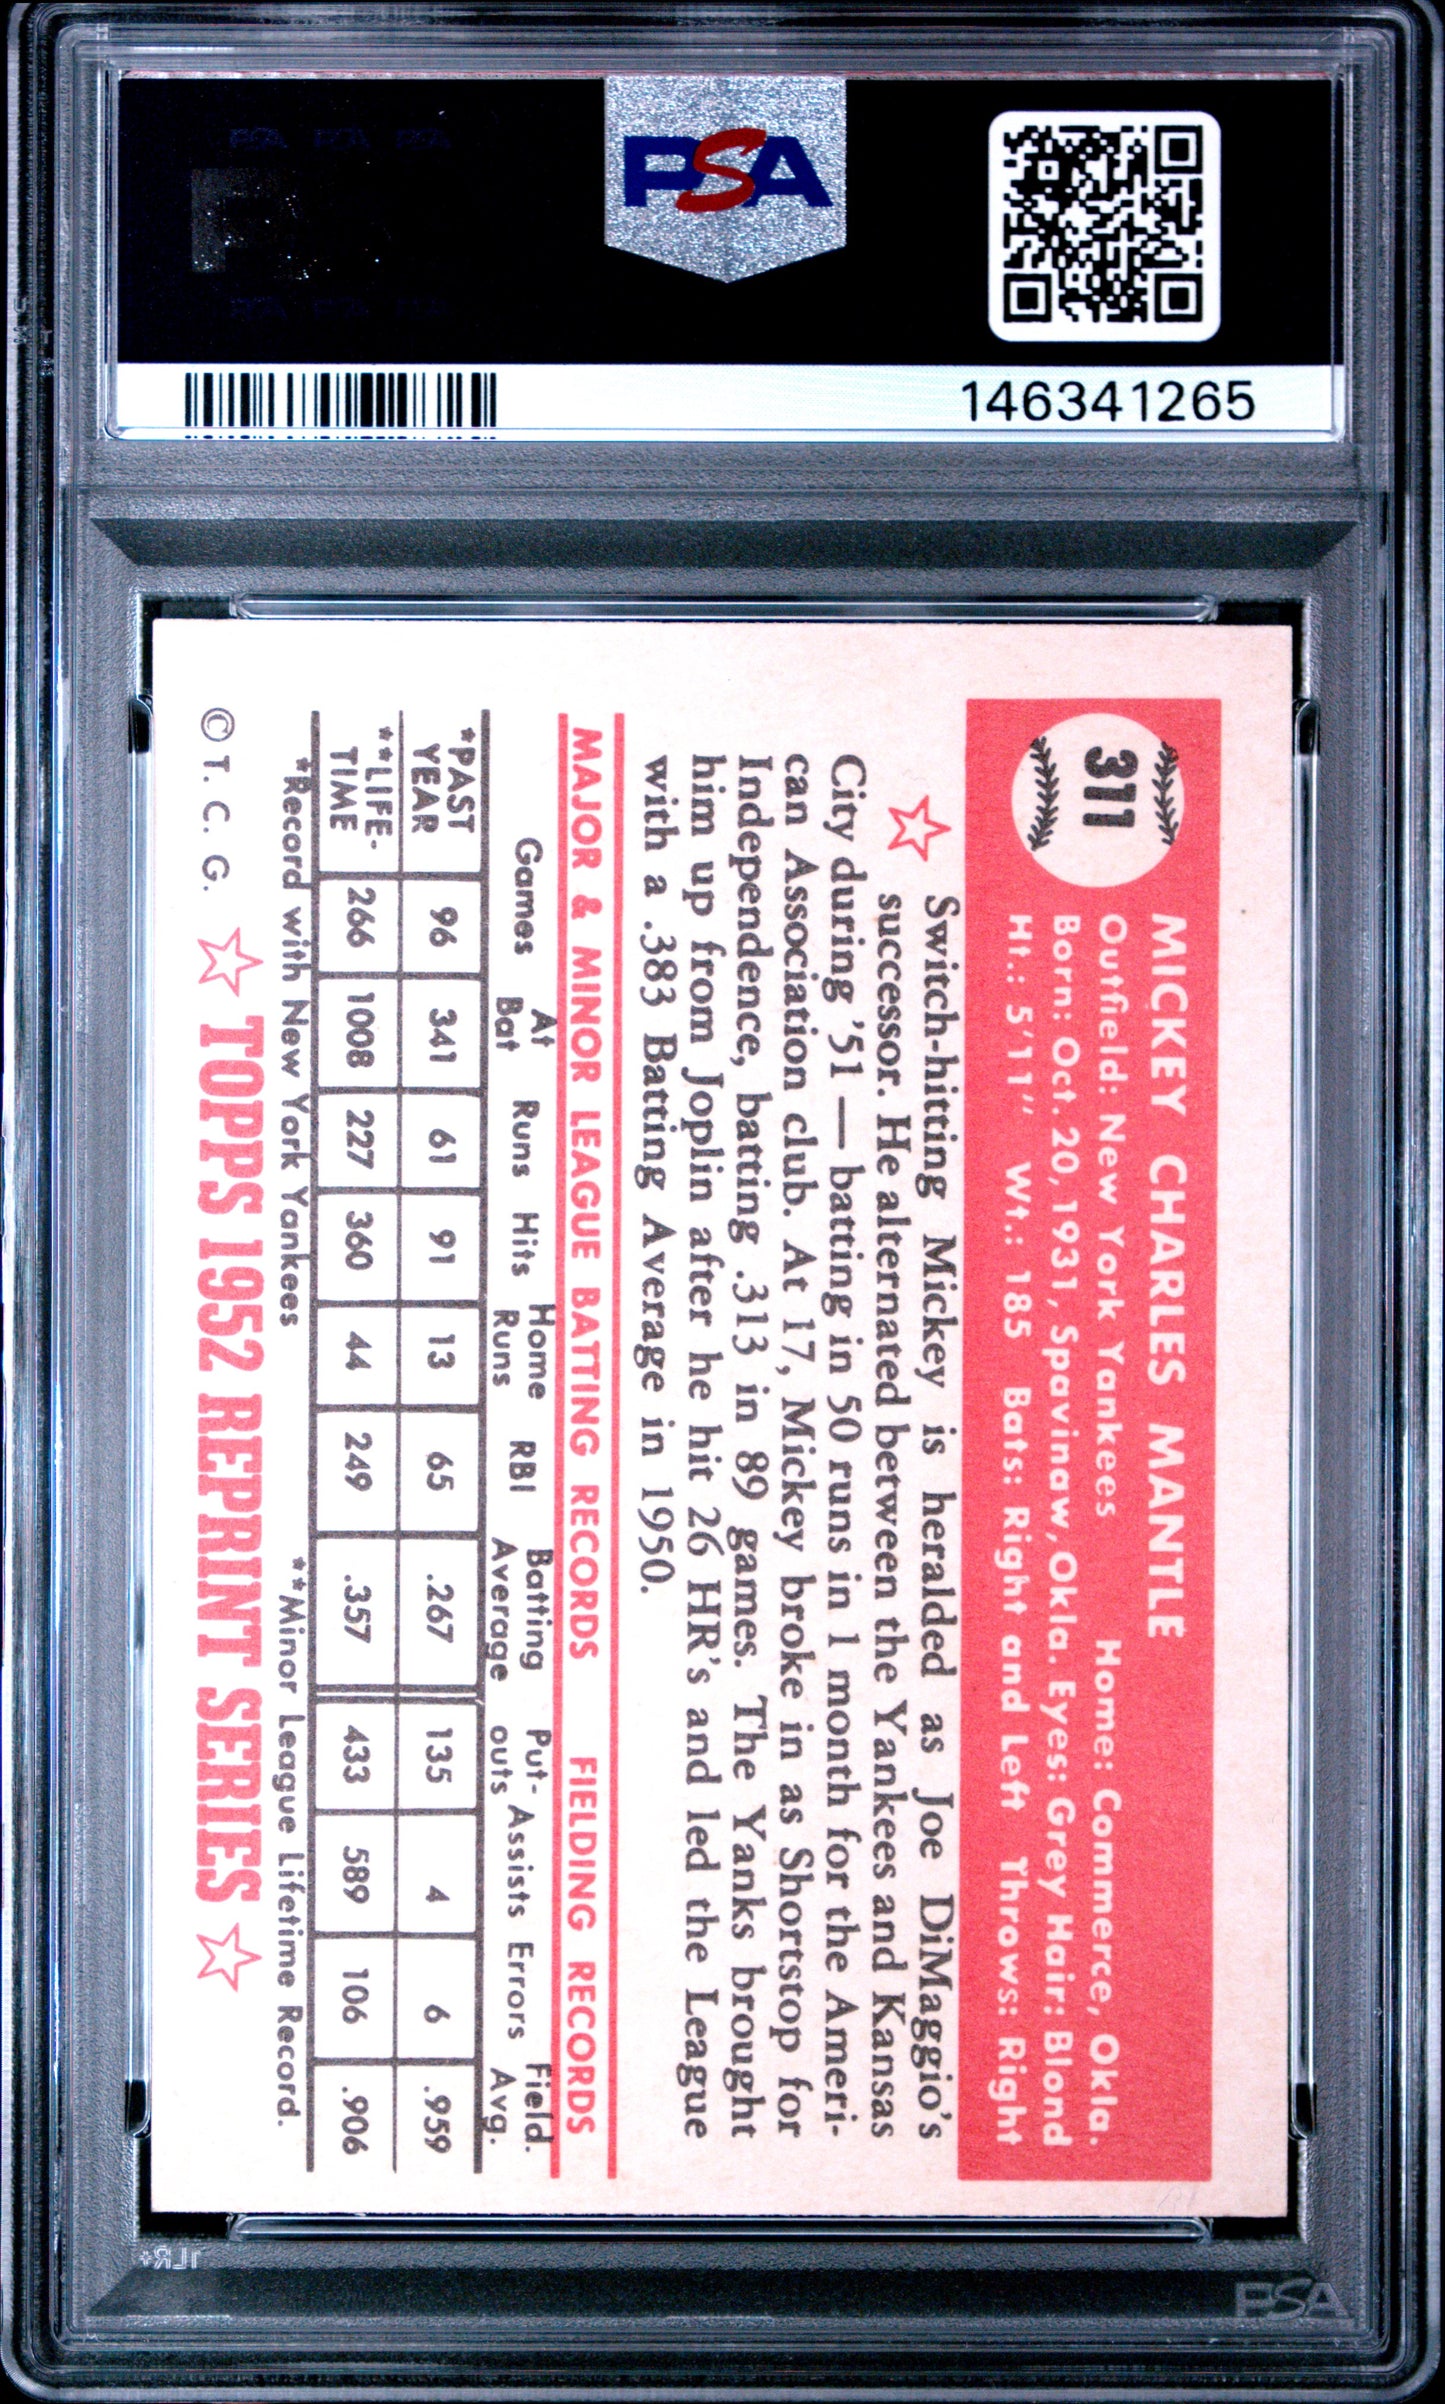 PSA
146341265
311
MICKEY CHARLES MANTLE
Outfield: New York Yankees Home: Commerce, Okla.
Born: Oct. 20, 1931, Spavinaw, Okla. Eyes: Grey Hair: Blond
Ht.: 5'11" Wt.: 185 Bats: Right and Left Throws: Right
Switch-hitting Mickey is heralded as Joe DiMaggio's
successor. He alternated between the Yankees and Kansas
City during '51 — batting in 50 runs in 1 month for the Ameri-
can Association club. At 17, Mickey broke in as Shortstop for
Independence, batting .313 in 89 games. The Yanks brought
him up from Joplin after he hit 26 HR's and led the League
with a .383 Batting Average in 1950.
MAJOR & MINOR LEAGUE BATTING RECORDS FIELDING RECORDS
Games At Bat Runs Hits Home Runs RBI Batting Average Put-outs Assists Errors Field. Avg.
*PAST YEAR 96 341 61 91 13 65 .267 135 4 6 .959
**LIFE-TIME 266 1008 227 360 44 249 .357 433 589 106 .906
*Record with New York Yankees **Minor League Lifetime Record.
© T. C. G. TOPPS 1952 REPRINT SERIES
PSA